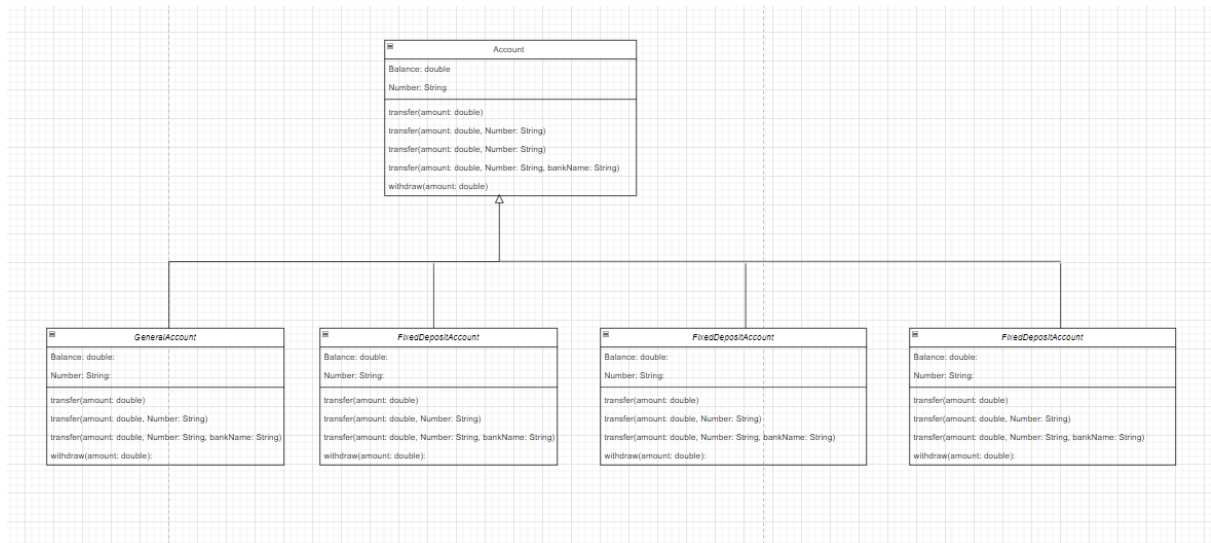 Account
Balance: double
Number: String
transfer(amount: double)
transfer(amount: double, Number: String)
transfer(amount: double, Number: String)
transfer(amount: double, Number: String, bankName: String)
withdraw(amount: double)
GeneralAccount
Balance: double:
Number: String:
transfer(amount: double)
transfer(amount: double, Number: String)
transfer(amount: double, Number: String, bankName: String)
withdraw(amount: double):
FixedDepositAccount
Balance: double:
Number: String:
transfer(amount: double)
transfer(amount: double, Number: String)
transfer(amount: double, Number: String, bankName: String)
withdraw(amount: double):
FixedDepositAccount
Balance: double:
Number: String:
transfer(amount: double)
transfer(amount: double, Number: String)
transfer(amount: double, Number: String, bankName: String)
withdraw(amount: double):
FixedDepositAccount
Balance: double:
Number: String:
transfer(amount: double)
transfer(amount: double, Number: String)
transfer(amount: double, Number: String, bankName: String)
withdraw(amount: double):